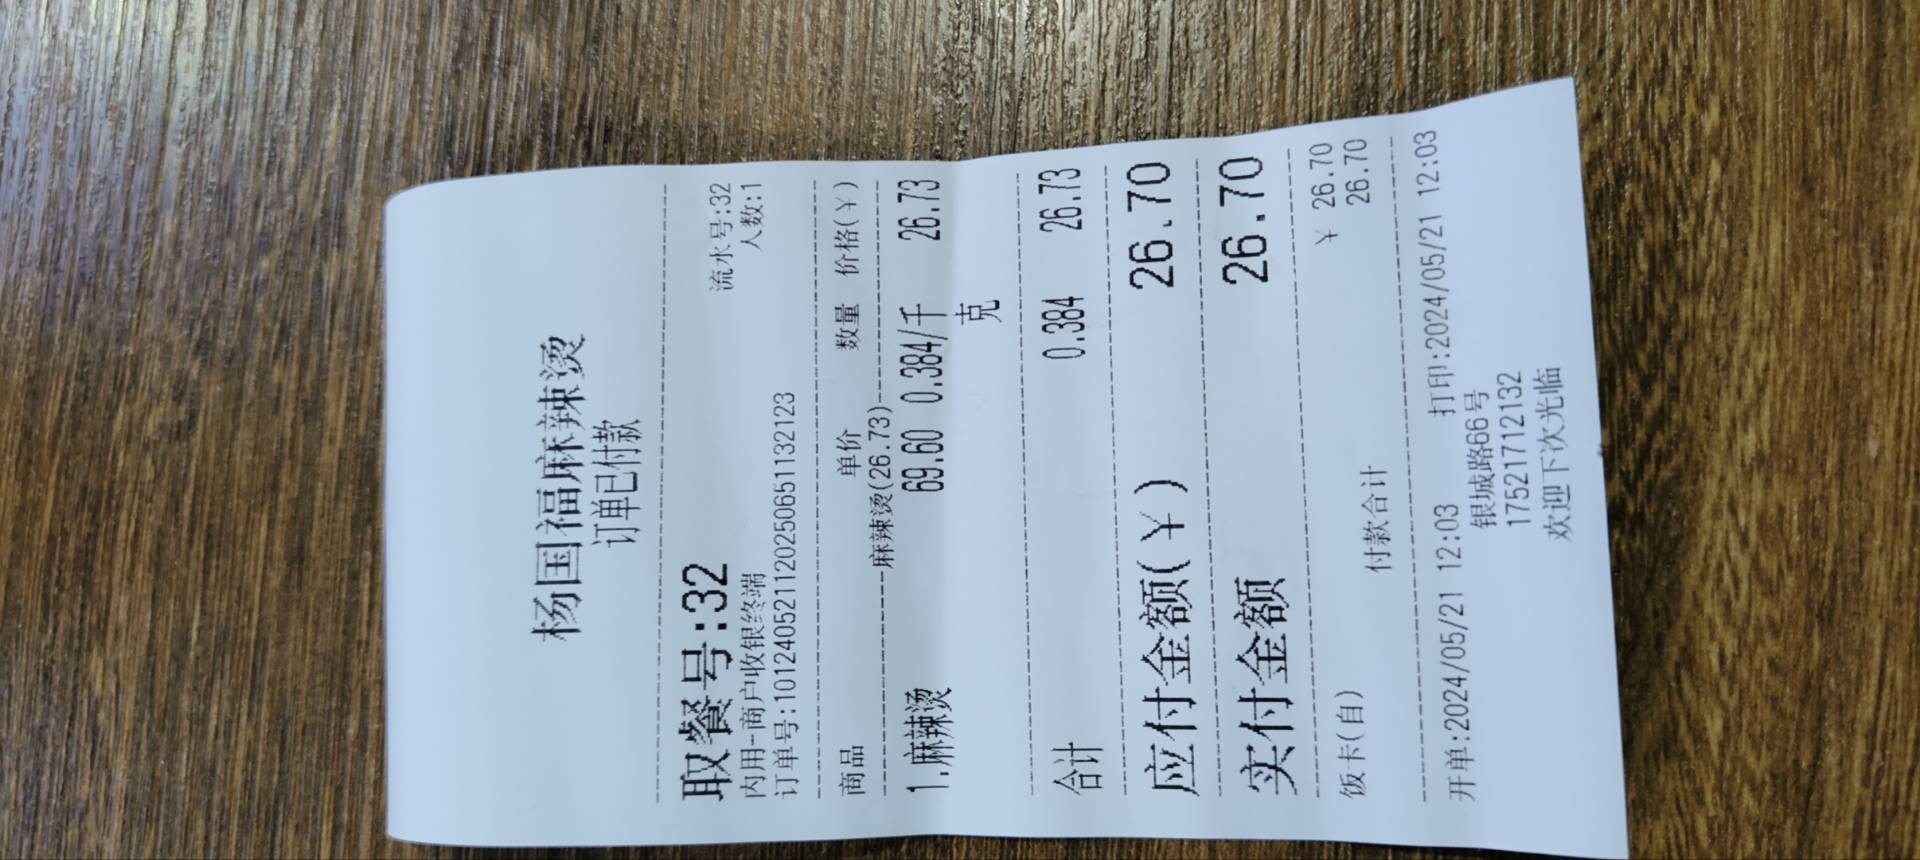 杨国福麻辣烫
订单已付款
取餐号:32
流水号:32
内用-商户收银终端 人数:1
订单号:101240521120250651132123
商品 单价 数量 价格(¥)
麻辣烫(26.73)
1.麻辣烫 69.60 0.384/千克 26.73
合计 0.384 26.73
应付金额(¥) 26.70
实付金额 26.70
饭卡(自) ¥ 26.70
付款合计 26.70
开单:2024/05/21 12:03 打印:2024/05/21 12:03
银城路66号
17521712132
欢迎下次光临